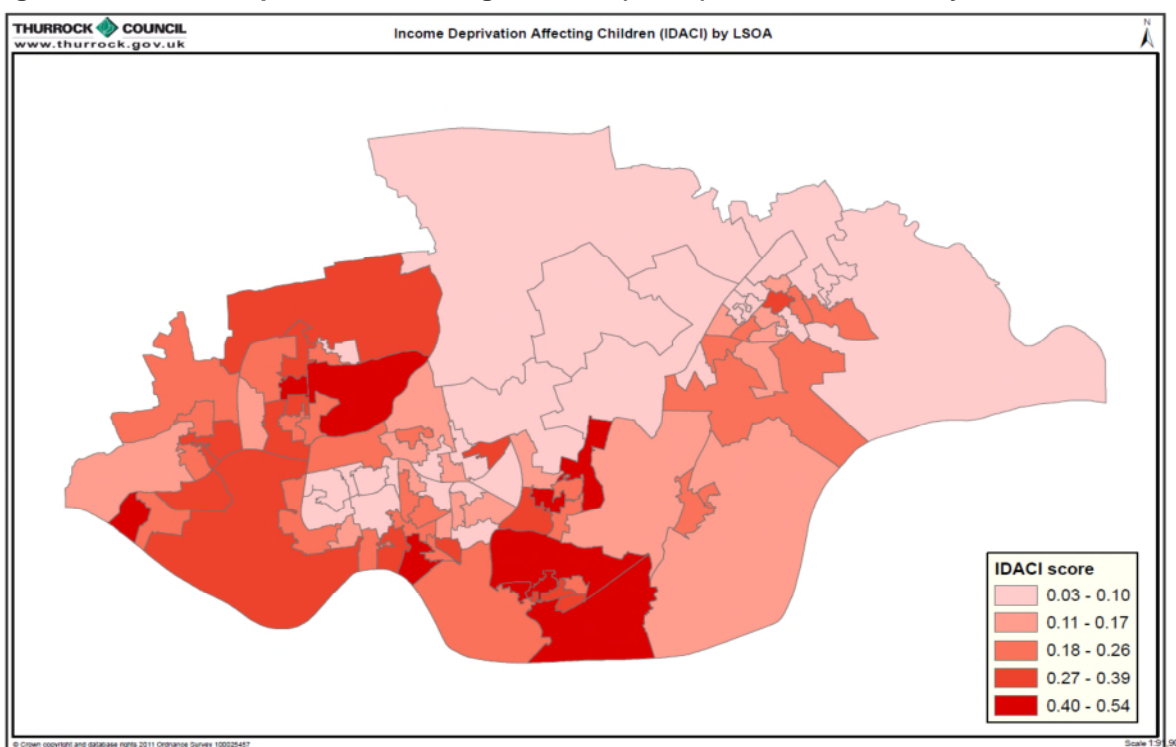 THURROCK COUNCIL
www.thurrock.gov.uk
Income Deprivation Affecting Children (IDACI) by LSOA
N
IDACI score
0.03 - 0.10
0.11 - 0.17
0.18 - 0.26
0.27 - 0.39
0.40 - 0.54
© Crown copyright and database rights 2011 Ordnance Survey 100025457